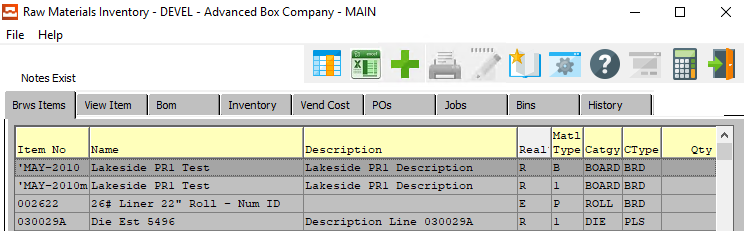 Raw Materials Inventory - DEVEL - Advanced Box Company - MAIN
File Help
Notes Exist
Brws Items View Item Bom Inventory Vend Cost POs Jobs Bins History
Item No Name Description Real Matl Type Catgy CType Qty
'MAY-2010 Lakeside PR1 Test Lakeside PR1 Description R B BOARD BRD
'MAY-2010m Lakeside PR1 Test Lakeside PR1 Description R 1 BOARD BRD
002622 26# Liner 22" Roll - Num ID E P ROLL BRD
030029A Die Est 5496 Description Line 030029A R 1 DIE PLS